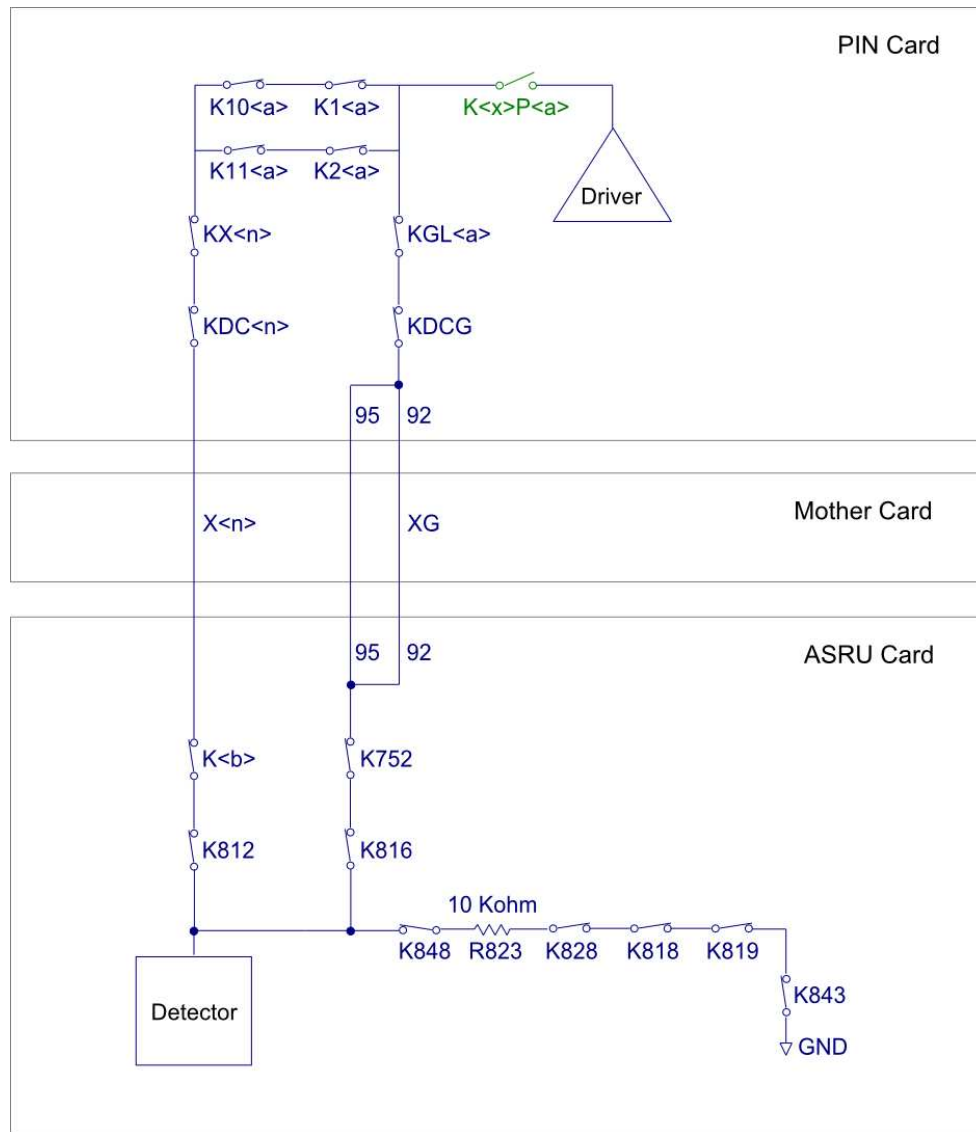 PIN Card
K10<a> K1<a> K<x>P<a>
K11<a> K2<a>
Driver
KX<n> KGL<a>
KDC<n> KDCG
95 92
Mother Card
X<n> XG
ASRU Card
95 92
K<b> K752
K812 K816
10 Kohm
K848 R823 K828 K818 K819
K843
Detector
GND